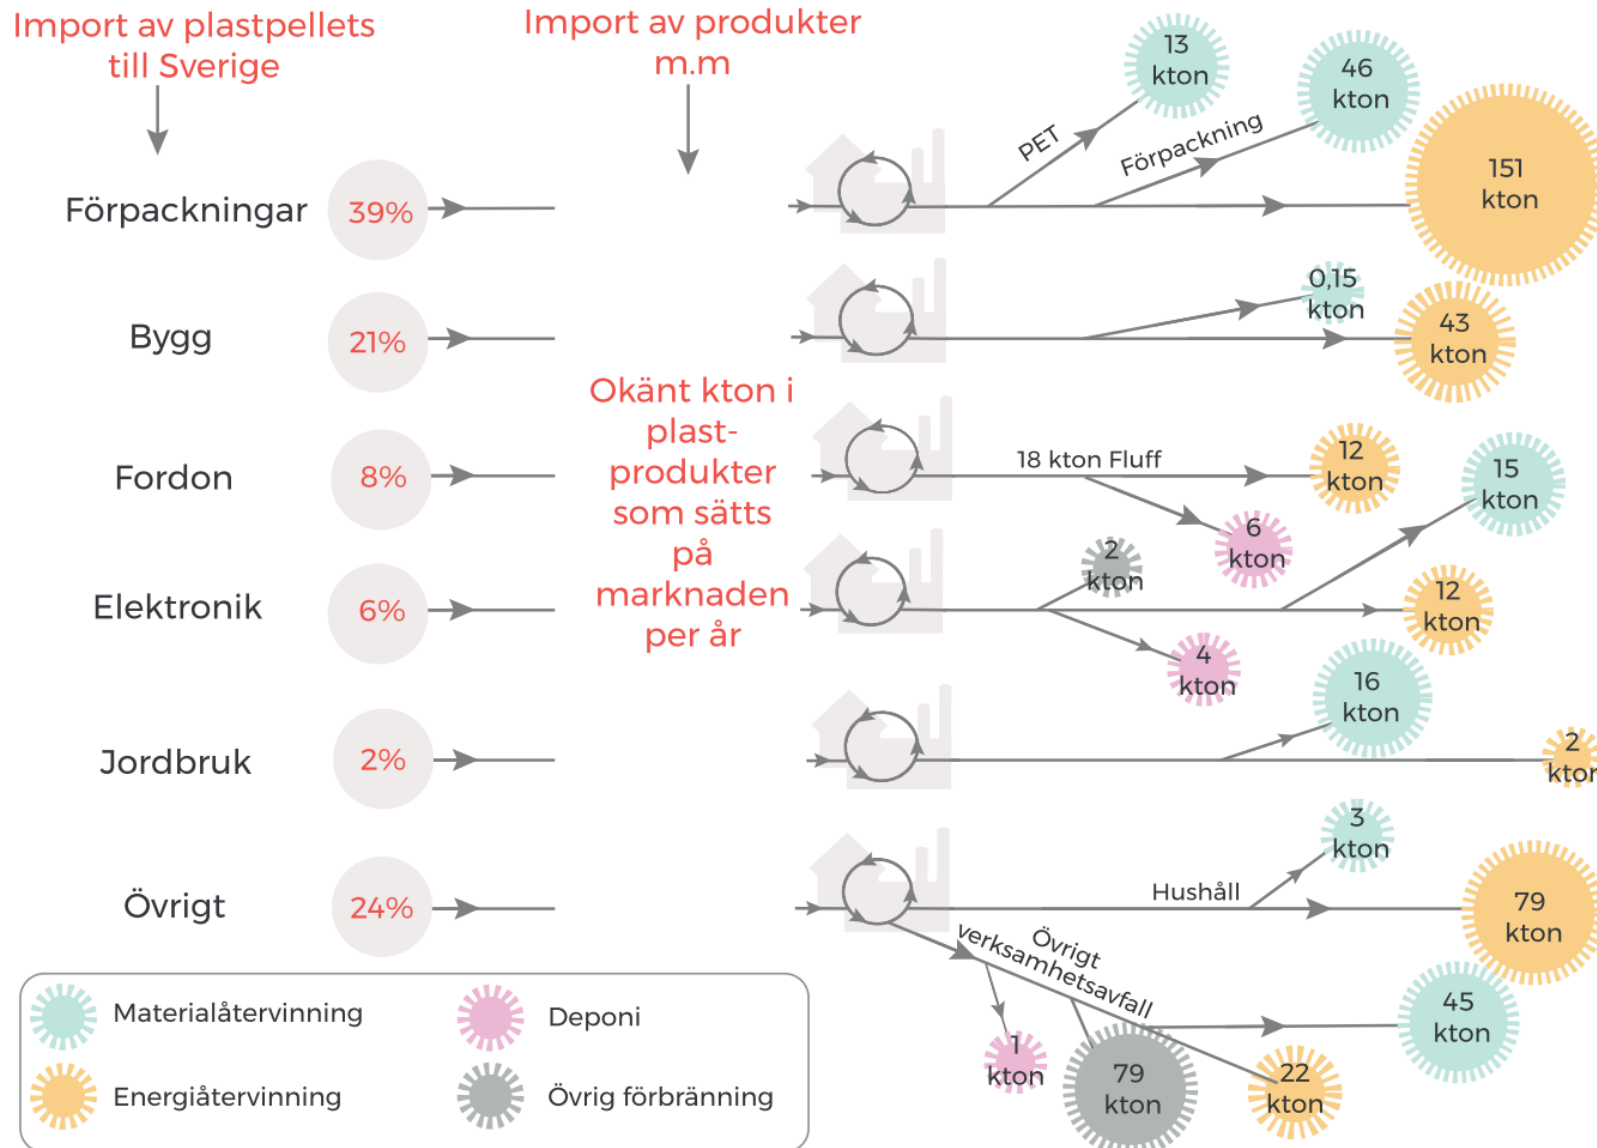 Import av plastpellets
till Sverige
Import av produkter
m.m
Förpackningar
39%
PET
13
kton
Förpackning
46
kton
151
kton
Bygg
21%
0,15
kton
43
kton
Okänt kton i
plast-
produkter
som sätts
på
marknaden
per år
Fordon
8%
18 kton Fluff
12
kton
6
kton
Elektronik
6%
2
kton
4
kton
15
kton
12
kton
Jordbruk
2%
16
kton
2
kton
Övrigt
24%
Hushåll
3
kton
79
kton
Övrigt
verksamhetsavfall
1
kton
79
kton
22
kton
45
kton
Materialåtervinning
Deponi
Energiåtervinning
Övrig förbränning